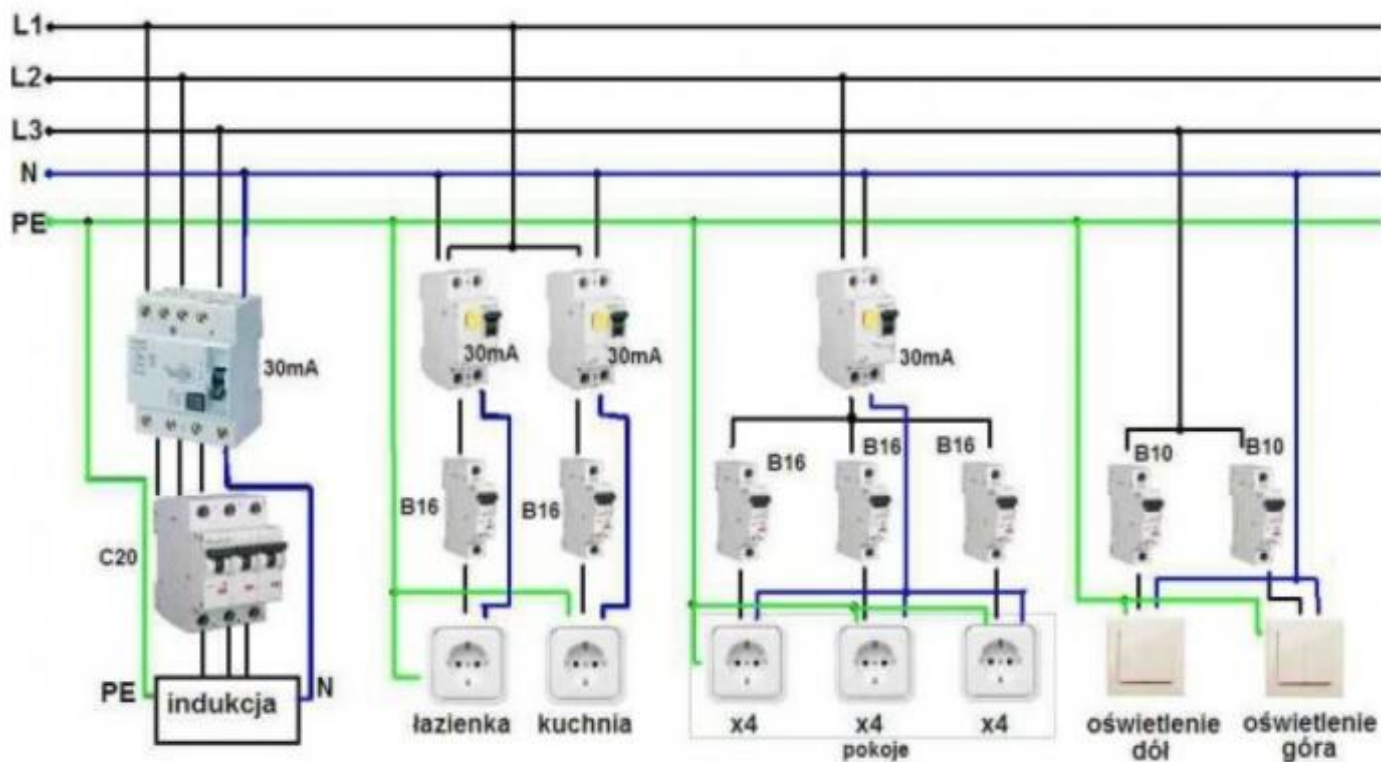 L1
L2
L3
N
PE
30mA
30mA
30mA
30mA
C20
B16
B16
B16
B16
B16
B10
B10
PE
indukcja
N
łazienka
kuchnia
x4
x4
x4
pokoje
oświetlenie
dół
oświetlenie
góra